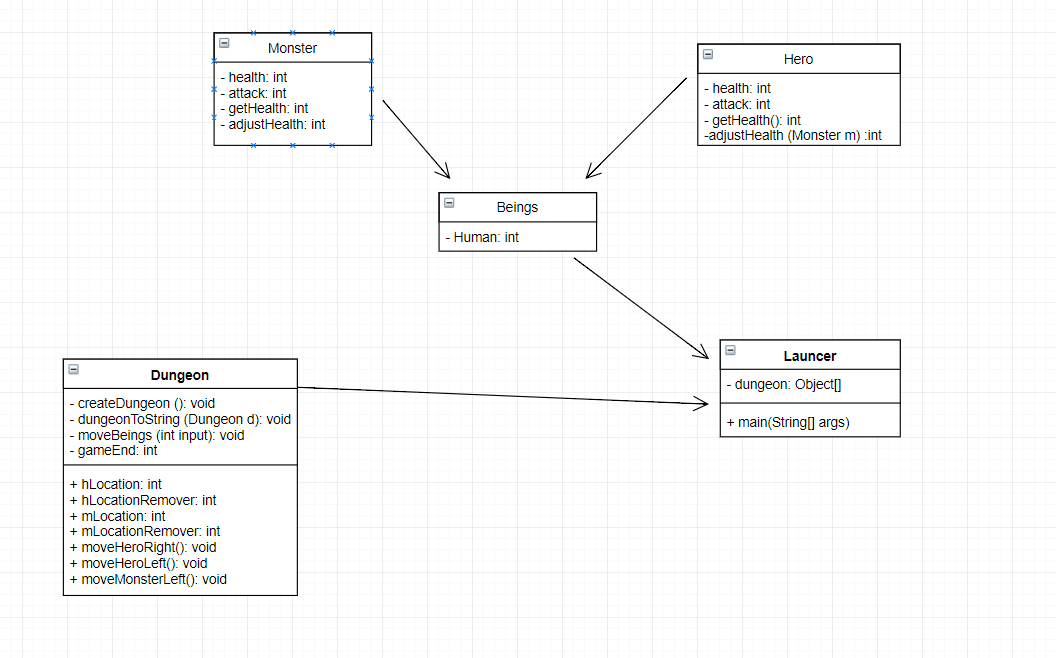 Monster
- health: int
- attack: int
- getHealth: int
- adjustHealth: int
Hero
- health: int
- attack: int
- getHealth(): int
-adjustHealth (Monster m) :int
Beings
- Human: int
Launcer
- dungeon: Object[]
+ main(String[] args)
Dungeon
- createDungeon (): void
- dungeonToString (Dungeon d): void
- moveBeings (int input): void
- gameEnd: int
+ hLocation: int
+ hLocationRemover: int
+ mLocation: int
+ mLocationRemover: int
+ moveHeroRight(): void
+ moveHeroLeft(): void
+ moveMonsterLeft(): void